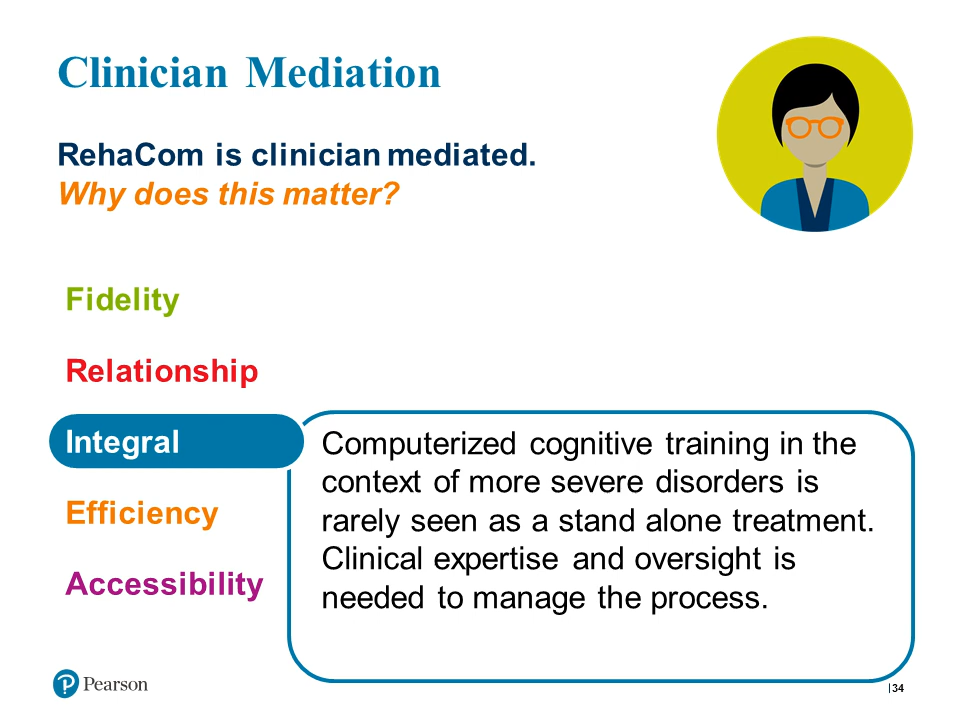 Clinician Mediation
RehaCom is clinician mediated.
Why does this matter?
Fidelity
Relationship
Integral
Computerized cognitive training in the
context of more severe disorders is
rarely seen as a stand alone treatment.
Clinical expertise and oversight is
needed to manage the process.
Efficiency
Accessibility
P Pearson
|34